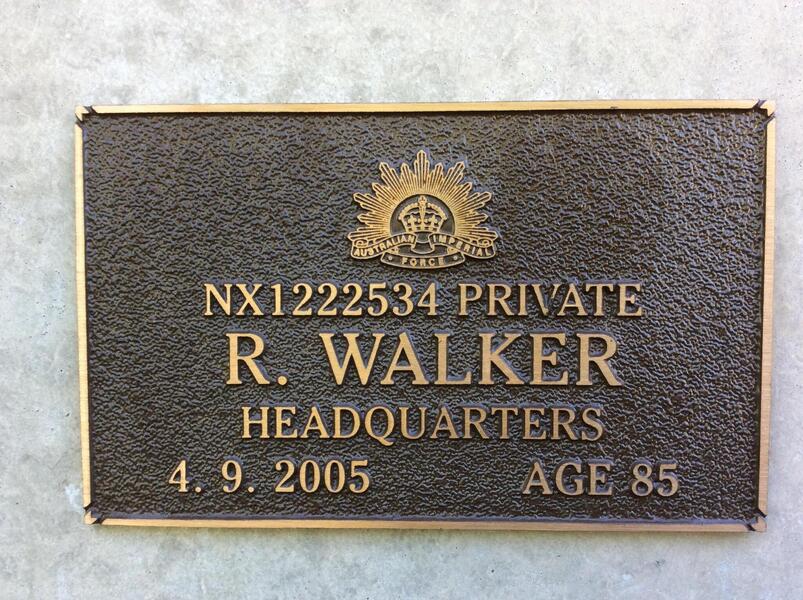 AUSTRALIAN IMPERIAL
FORCE
NX1222534 PRIVATE
R. WALKER
HEADQUARTERS
4. 9. 2005 AGE 85